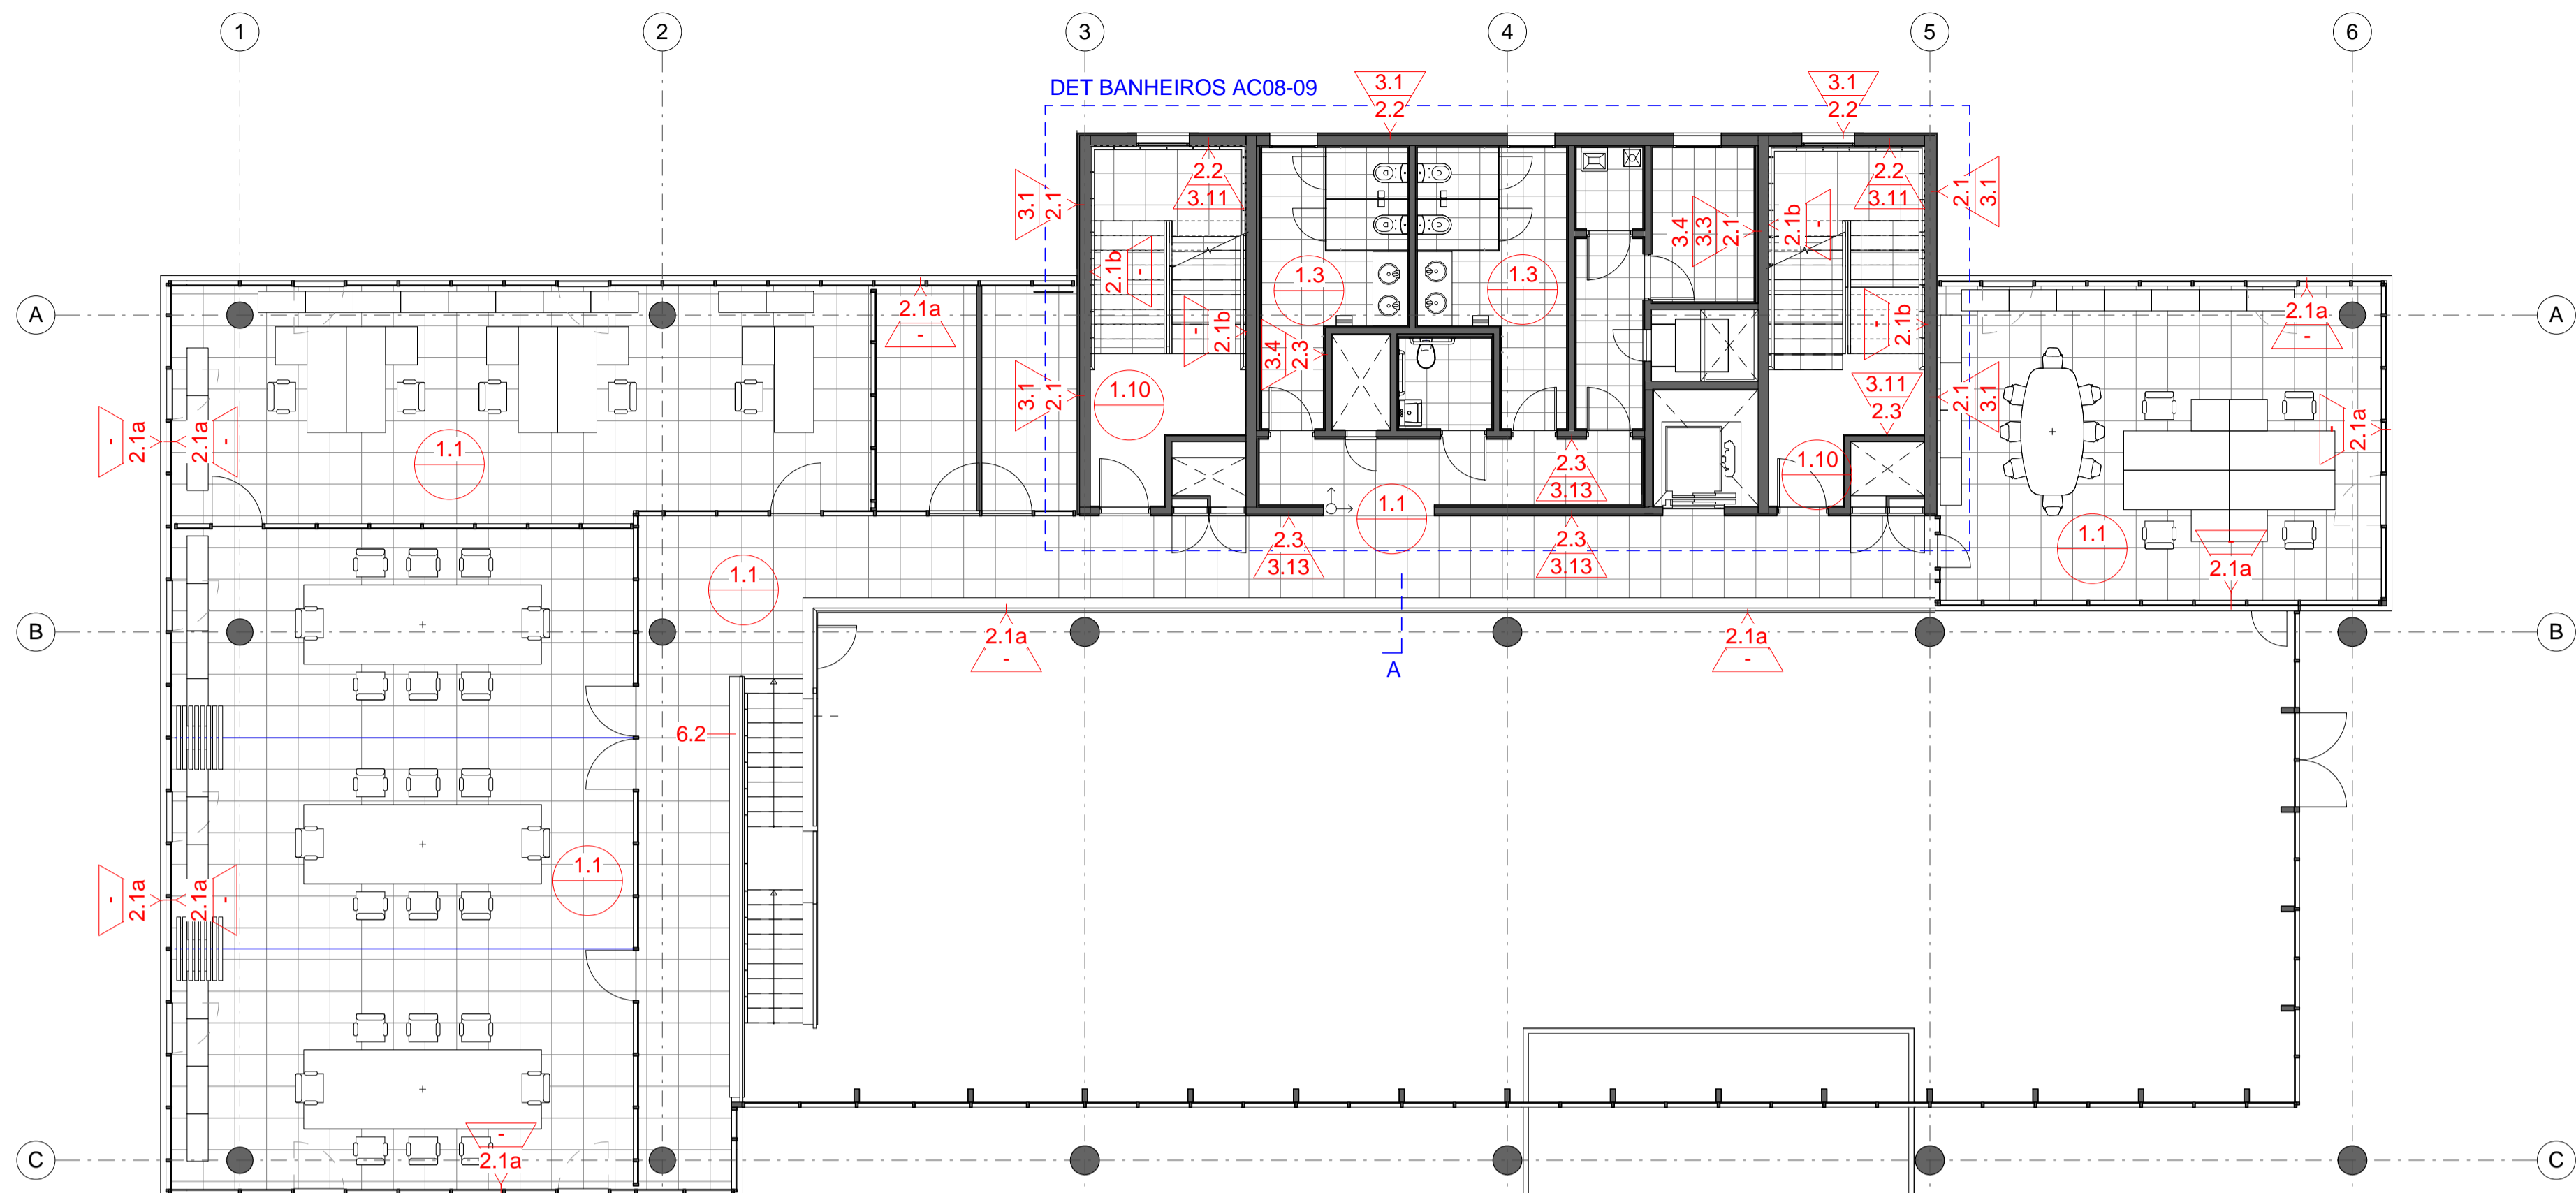 1 2 3 4 5 6
DET BANHEIROS AC08-09
3.1
2.2
3.1
2.2
3.1
2.1
2.2
3.11
3.4
3.3
2.1
2.1b
-
2.2
3.11
2.1
3.1
2.1b
-
1.3
1.3
A
A
2.1a
-
-
2.1b
3.4
2.3
-
2.1b
2.1a
-
3.1
2.1
1.10
3.11
2.3
2.1
3.1
-
2.1a
-
2.1a
2.1a
-
1.1
2.3
3.13
1.10
1.1
2.3
3.13
2.3
3.13
1.1
-
2.1a
1.1
B
B
2.1a
-
2.1a
-
A
6.2
1.1
-
2.1a
2.1a
-
-
2.1a
C
C